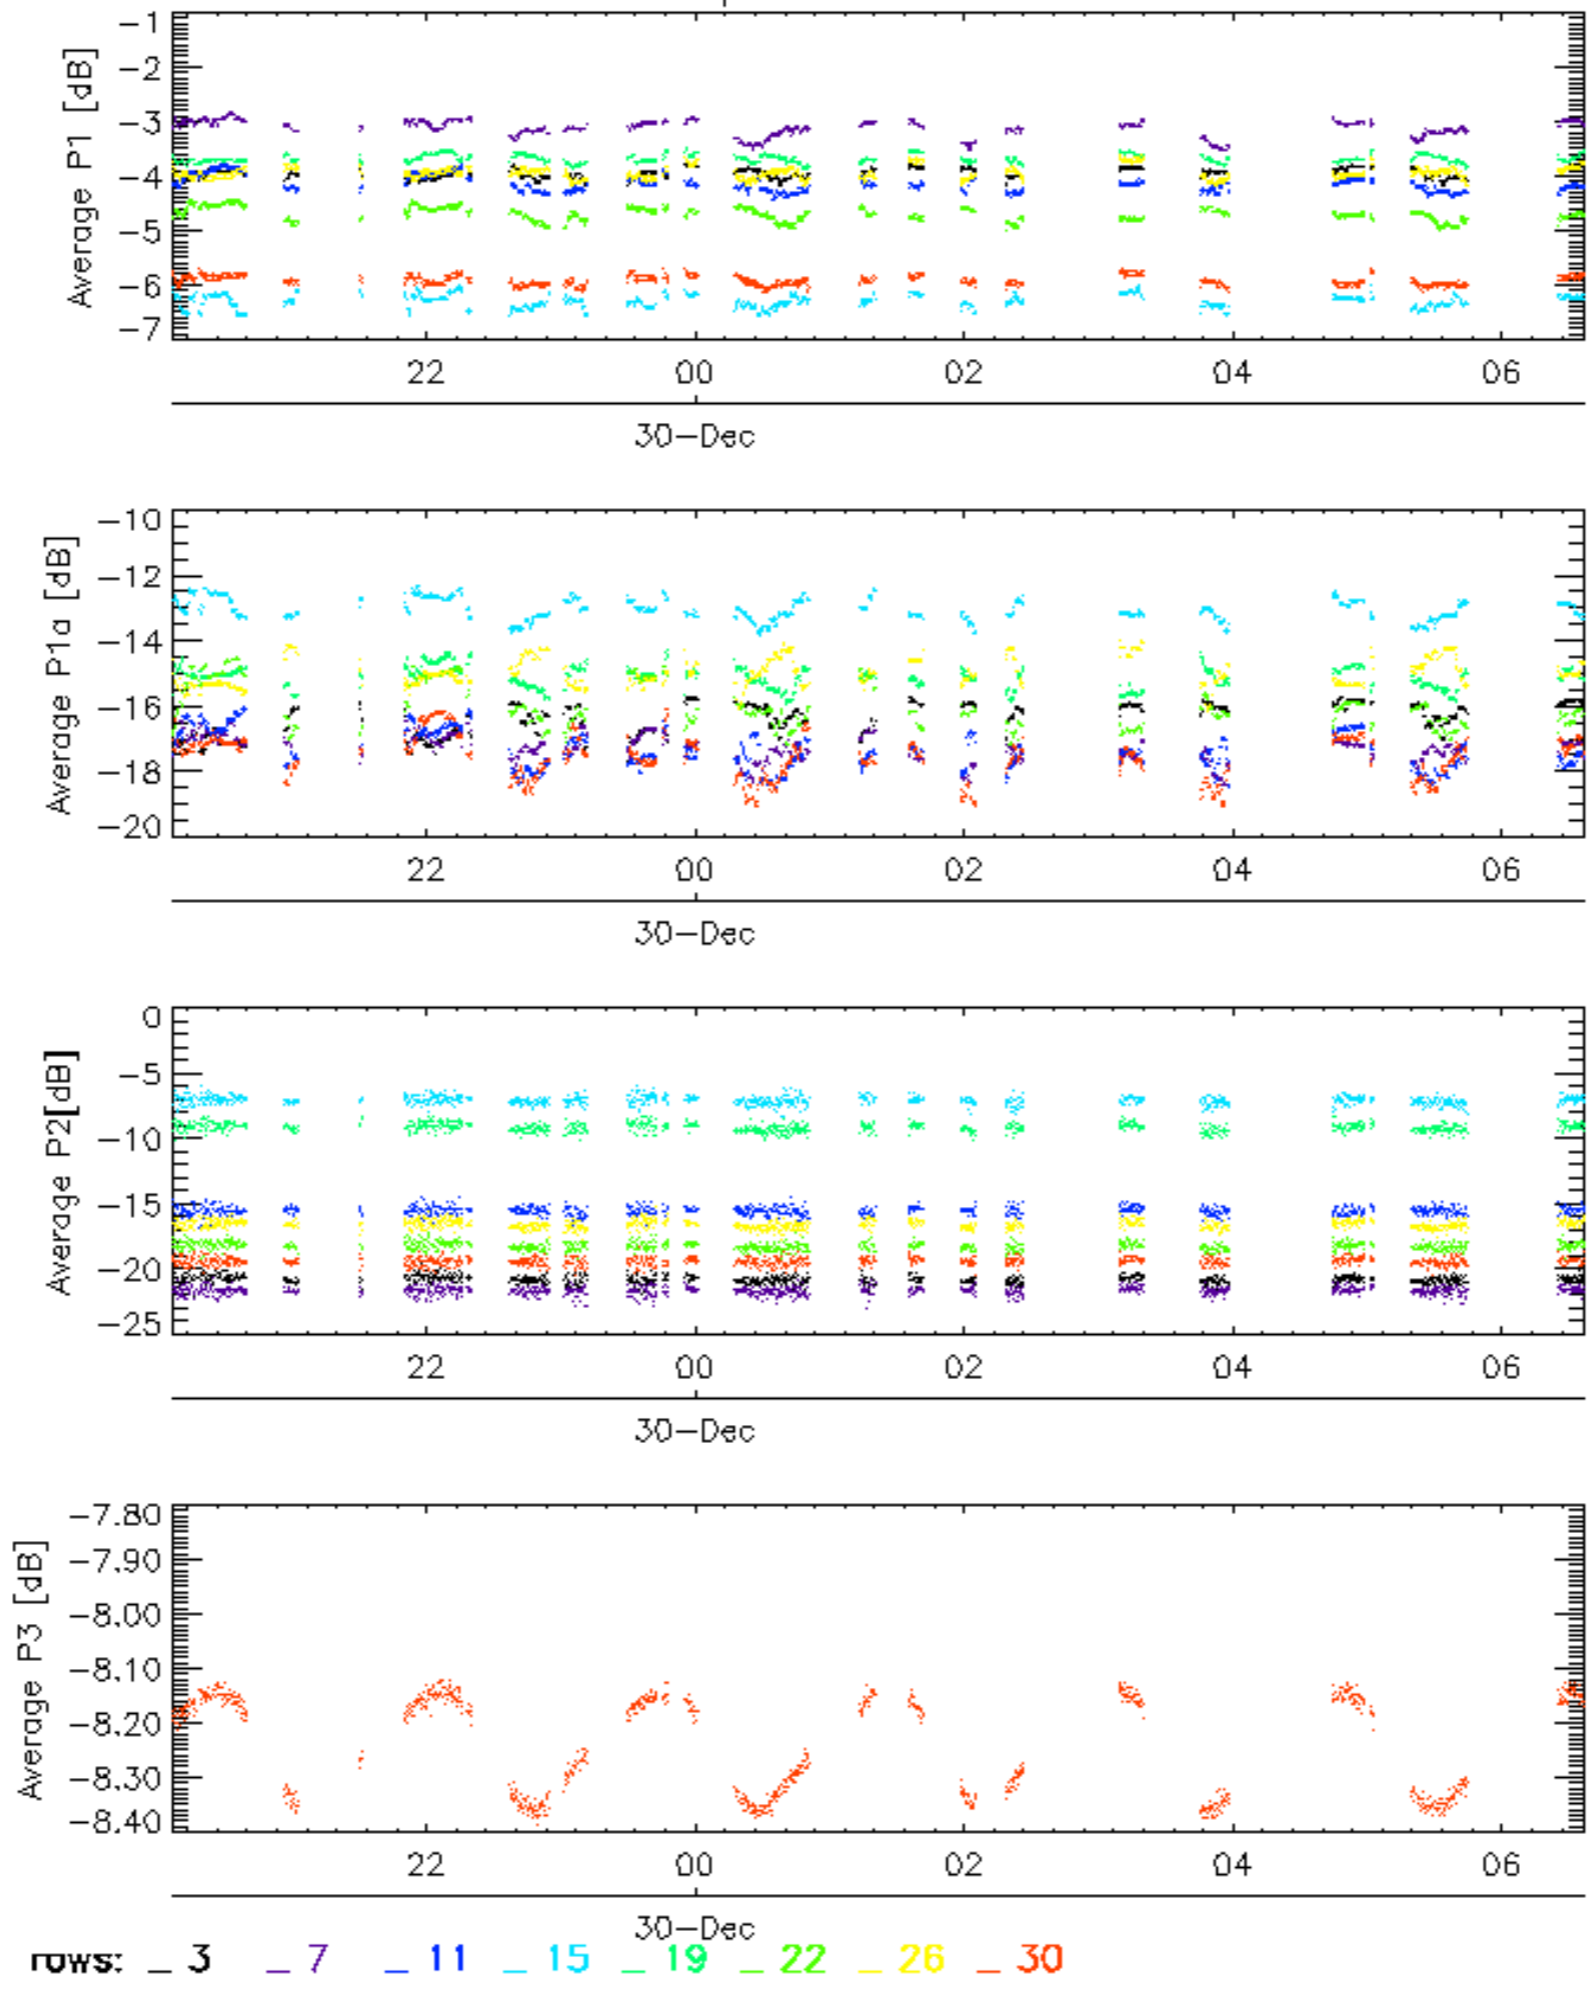 Average P1 [dB]
-1
-2
-3
-4
-5
-6
-7
22 00 02 04 06
30-Dec
Average P1a [dB]
-10
-12
-14
-16
-18
-20
22 00 02 04 06
30-Dec
Average P2[dB]
0
-5
-10
-15
-20
-25
22 00 02 04 06
30-Dec
Average P3 [dB]
-7.80
-7.90
-8.00
-8.10
-8.20
-8.30
-8.40
22 00 02 04 06
30-Dec
rows: _ 3 _ 7 _ 11 _ 15 _ 19 _ 22 _ 26 _ 30